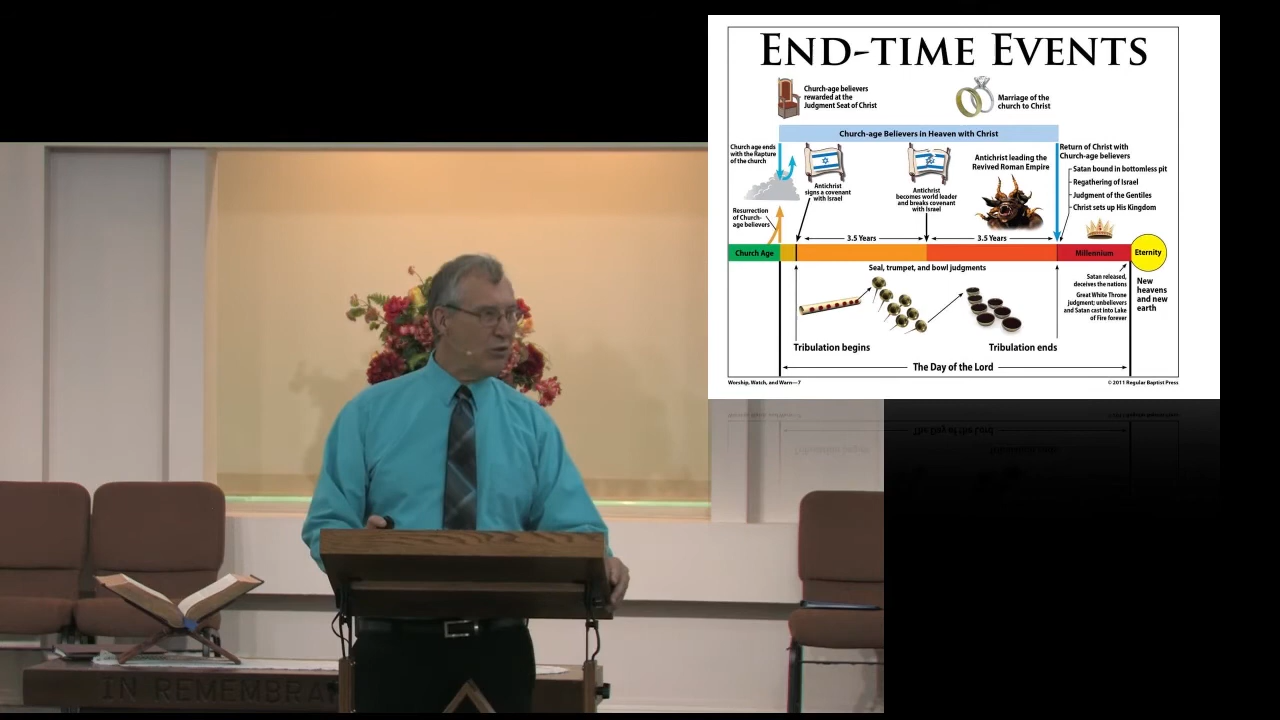 END-TIME EVENTS
Church-age believers
rewarded at the
Judgment Seat of Christ
Marriage of the
church to Christ
Church-age Believers in Heaven with Christ
Church age ends
with the Rapture
of the church
Antichrist
signs a covenant
with Israel
Antichrist
becomes world leader
and breaks covenant
with Israel
Antichrist leading the
Revived Roman Empire
Return of Christ with
Church-age believers
Satan bound in bottomless pit
Regathering of Israel
Judgment of the Gentiles
Christ sets up His Kingdom
Resurrection
of Church-
age believers
3.5 Years
3.5 Years
Church Age
Millennium
Eternity
Seal, trumpet, and bowl judgments
Satan released,
deceives the nations
Great White Throne
judgment; unbelievers
and Satan cast into Lake
of Fire forever
New
heavens
and new
earth
Tribulation begins
Tribulation ends
The Day of the Lord
Worship, Watch, and Warn—7
© 2011 Regular Baptist Press
IN REMEMBRA